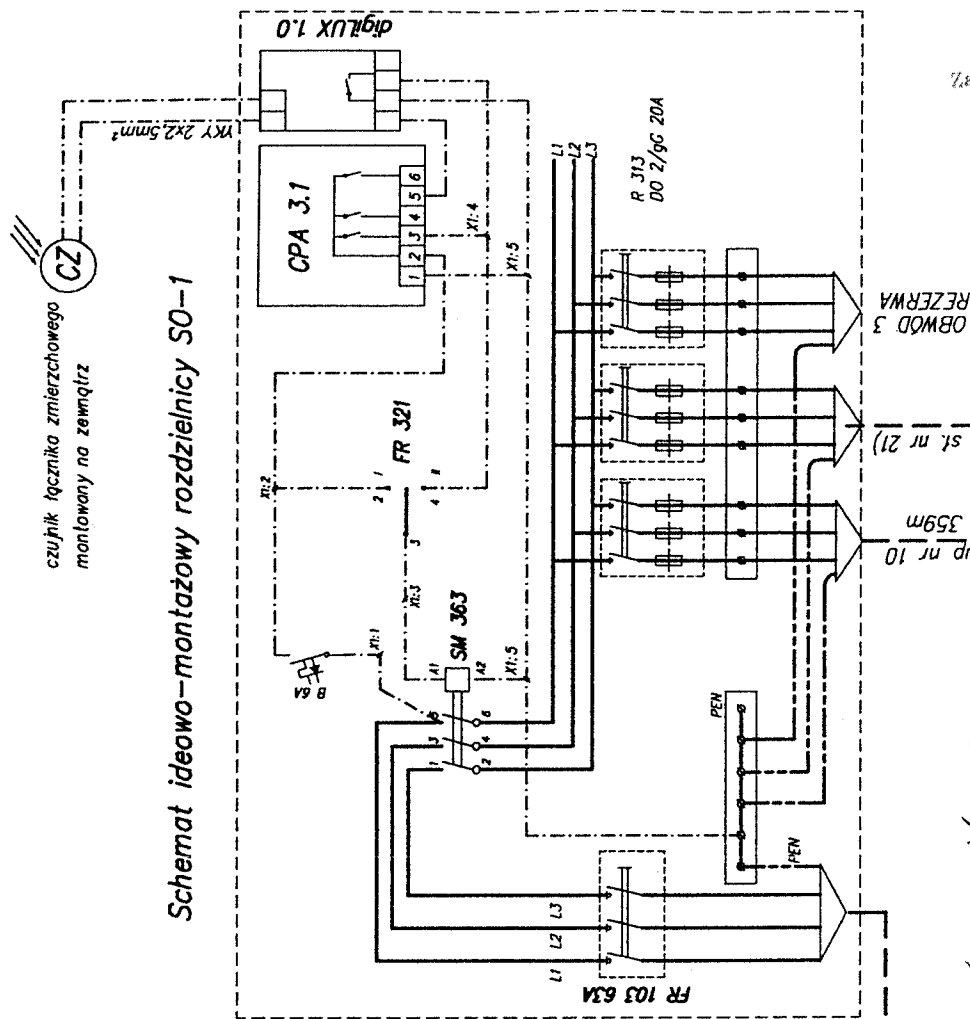 Schemat ideowo-montażowy rozdzielnicy SO-1
czujnik łącznika zmierzchowego
montowany na zewnątrz
CZ
YKY 2x2,5mm²
digiLUX 1.0
CPA 3.1
1 2 3 4 5 6
X1:4
X1:5
X1:2
FR 321
2 1
4
3
X1:3
B 6A
X1:1
SM 363
A1
A2
X1:5
1 3 5
2 4 6
L1
L2
L3
R 313
DO 2/gG 20A
OBWÓD 3
REZERWA
sł. nr 21)
up nr 10
359m
PEN
PEN
L1
L2
L3
FR 103 63A